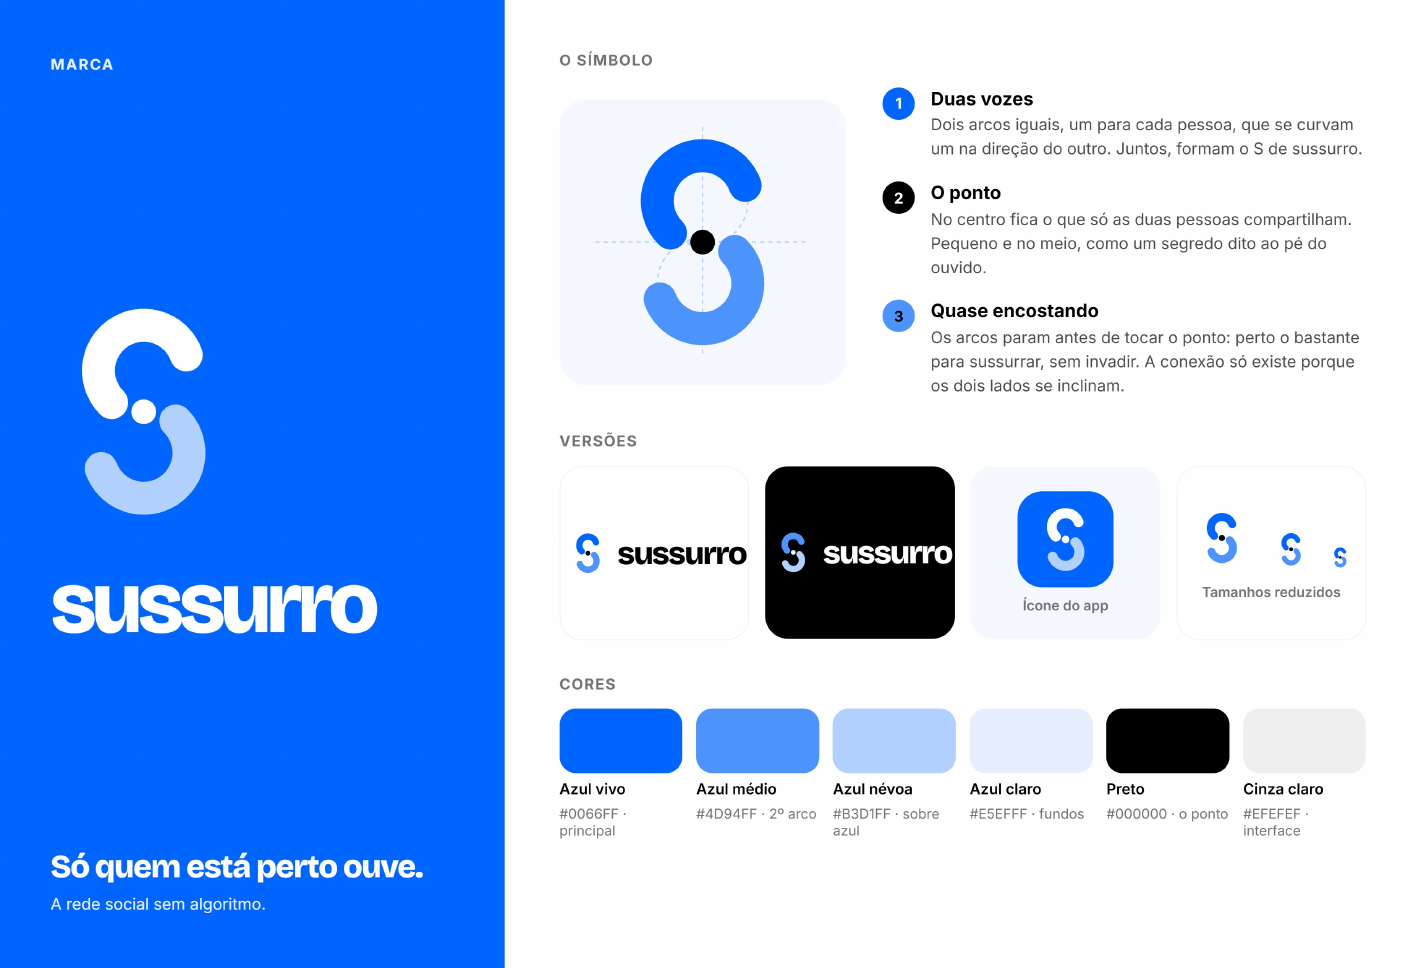 MARCA
sussurro
Só quem está perto ouve.
A rede social sem algoritmo.
O SÍMBOLO
1
Duas vozes
Dois arcos iguais, um para cada pessoa, que se curvam
um na direção do outro. Juntos, formam o S de sussurro.
2
O ponto
No centro fica o que só as duas pessoas compartilham.
Pequeno e no meio, como um segredo dito ao pé do
ouvido.
3
Quase encostando
Os arcos param antes de tocar o ponto: perto o bastante
para sussurrar, sem invadir. A conexão só existe porque
os dois lados se inclinam.
VERSÕES
sussurro
sussurro
Ícone do app
Tamanhos reduzidos
CORES
Azul vivo
#0066FF ·
principal
Azul médio
#4D94FF · 2º arco
Azul névoa
#B3D1FF · sobre
azul
Azul claro
#E5EFFF · fundos
Preto
#000000 · o ponto
Cinza claro
#EFEFEF ·
interface